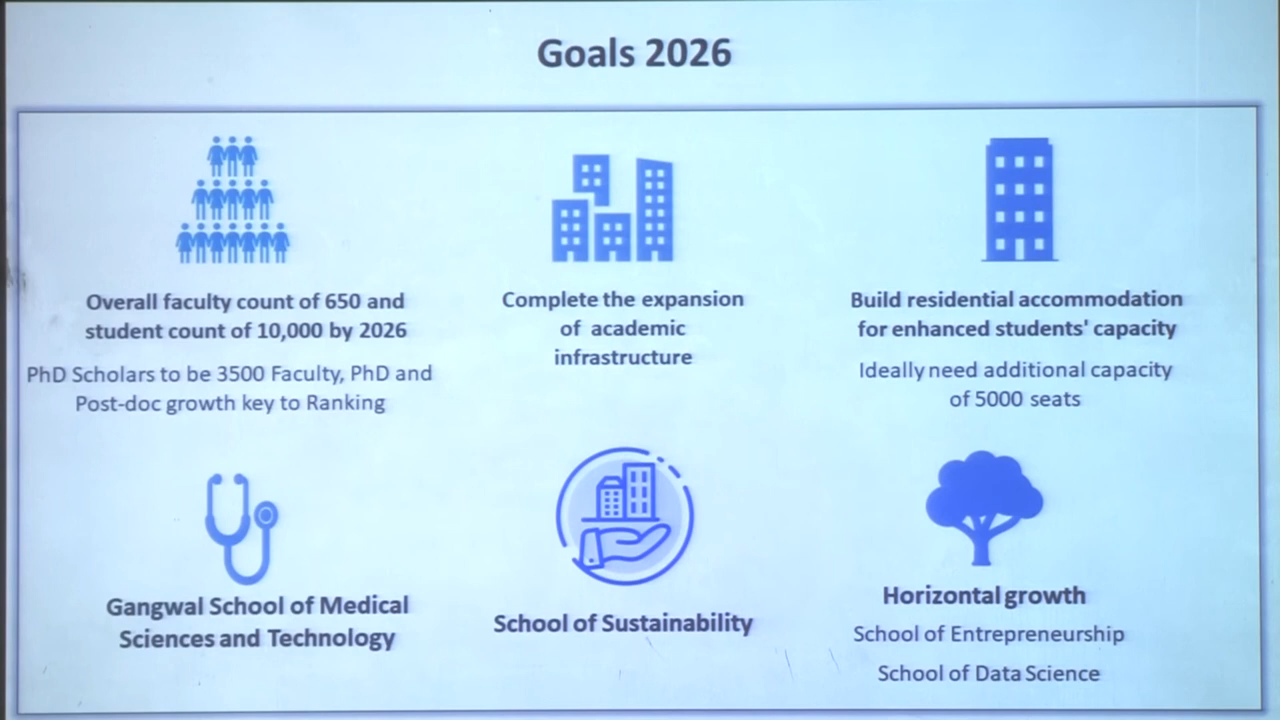 Goals 2026
Overall faculty count of 650 and
student count of 10,000 by 2026
PhD Scholars to be 3500 Faculty, PhD and
Post-doc growth key to Ranking
Complete the expansion
of academic
infrastructure
Build residential accommodation
for enhanced students' capacity
Ideally need additional capacity
of 5000 seats
Gangwal School of Medical
Sciences and Technology
School of Sustainability
Horizontal growth
School of Entrepreneurship
School of Data Science